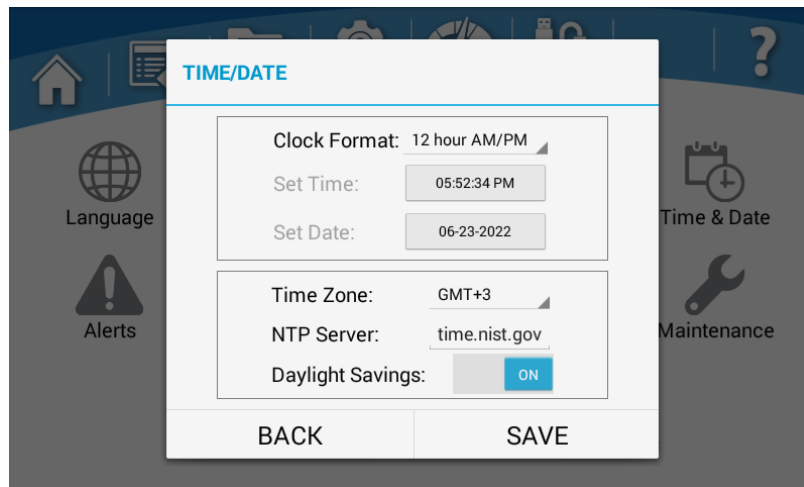 ?
TIME/DATE
Clock Format: 12 hour AM/PM
Set Time: 05:52:34 PM
Set Date: 06-23-2022
Language
Time & Date
Time Zone: GMT+3
NTP Server: time.nist.gov
Daylight Savings: ON
Alerts
Maintenance
BACK SAVE